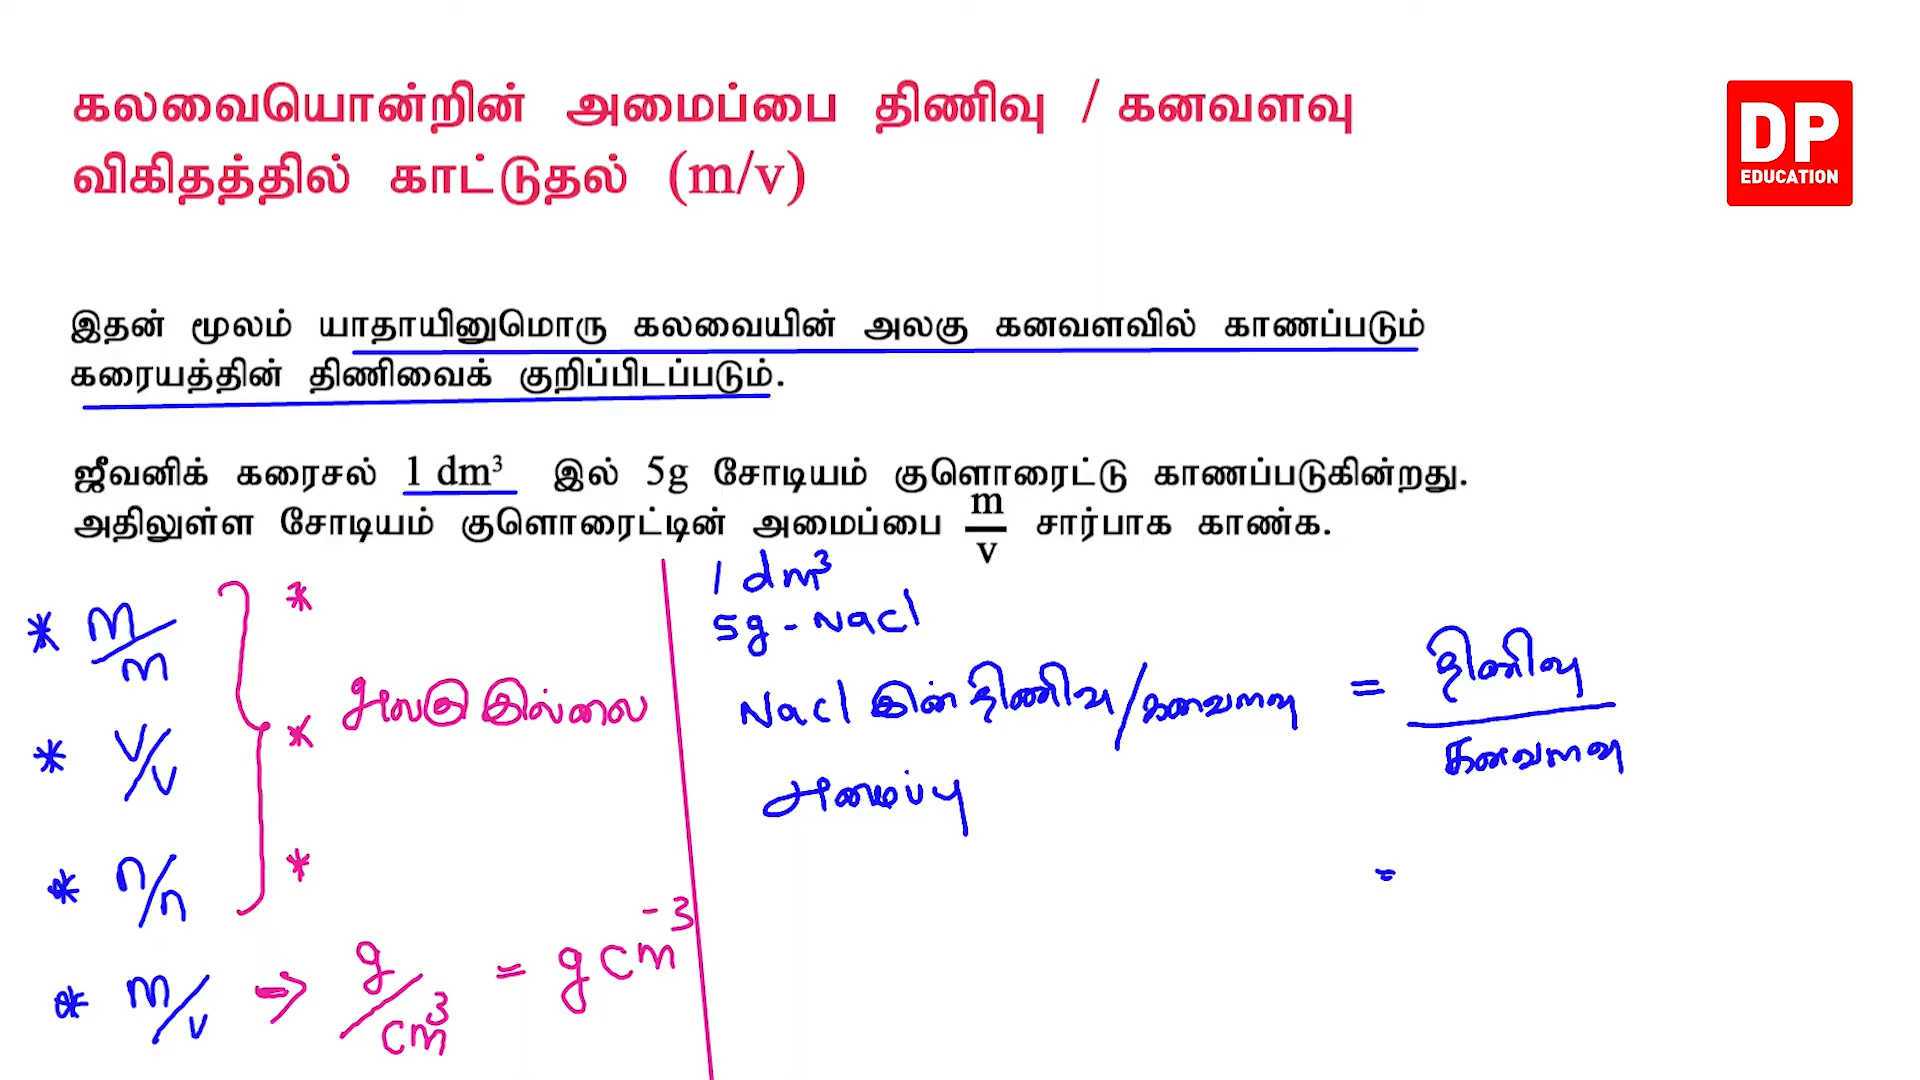 கலவையொன்றின் அமைப்பை திணிவு / கனவளவு
விகிதத்தில் காட்டுதல் (m/v)
DP
EDUCATION
இதன் மூலம் யாதாயினுமொரு கலவையின் அலகு கனவளவில் காணப்படும்
கரையத்தின் திணிவைக் குறிப்பிடப்படும்.
ஜீவனிக் கரைசல் 1 dm³ இல் 5g சோடியம் குளொரைட்டு காணப்படுகின்றது.
அதிலுள்ள சோடியம் குளொரைட்டின் அமைப்பை m/v சார்பாக காண்க.
* m/m
* v/v
* n/n
* m/v → g/cm³ = g cm⁻³
*
* அலகு இல்லை
*
1 dm³
5g - Nacl
Nacl இன் திணிவு/கனவளவு = திணிவு/கனவளவு
அமைப்பு
=